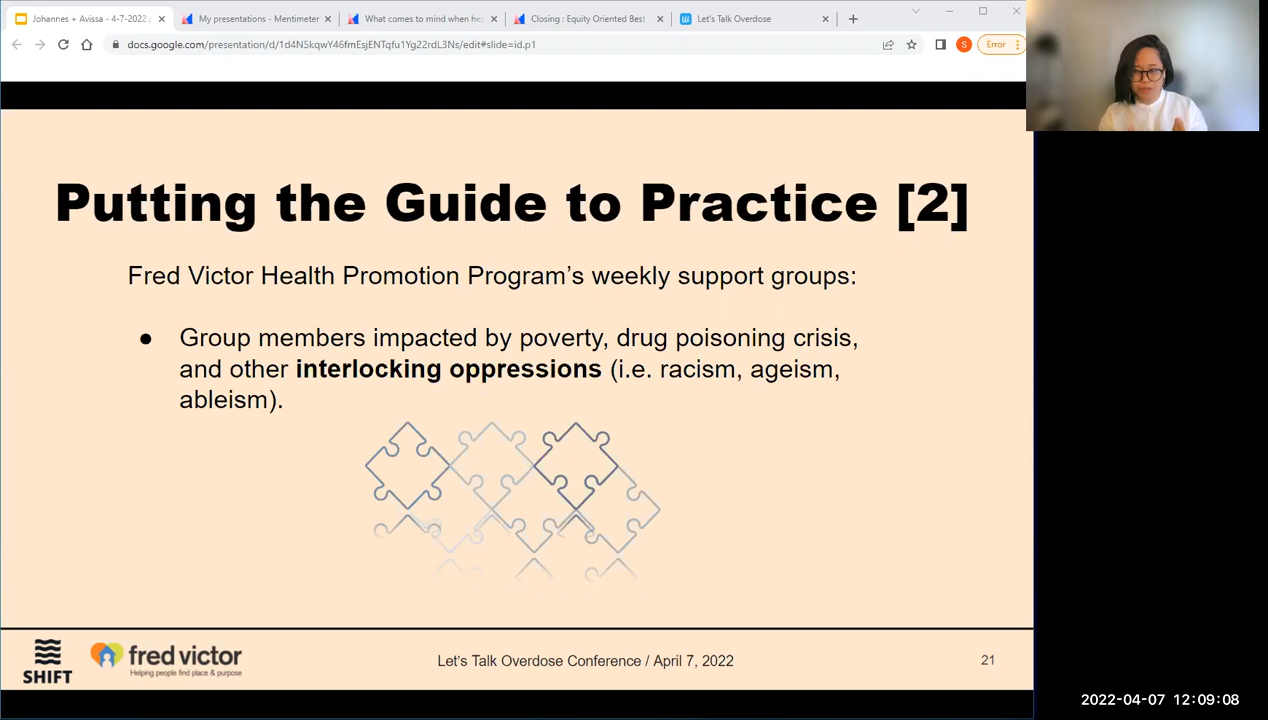 Johannes + Avissa - 4-7-2022.
My presentations - Mentimeter
What comes to mind when he
Closing : Equity Oriented Bes
Let's Talk Overdose
docs.google.com/presentation/d/1d4N5kqwY46fmEsjENTqfu1Yg22rdL3Ns/edit#slide=id.p1
S
Error
Putting the Guide to Practice [2]
Fred Victor Health Promotion Program’s weekly support groups:
● Group members impacted by poverty, drug poisoning crisis,
and other interlocking oppressions (i.e. racism, ageism,
ableism).
SHIFT
fred victor
Helping people find place & purpose
Let’s Talk Overdose Conference / April 7, 2022
21
2022-04-07 12:09:08